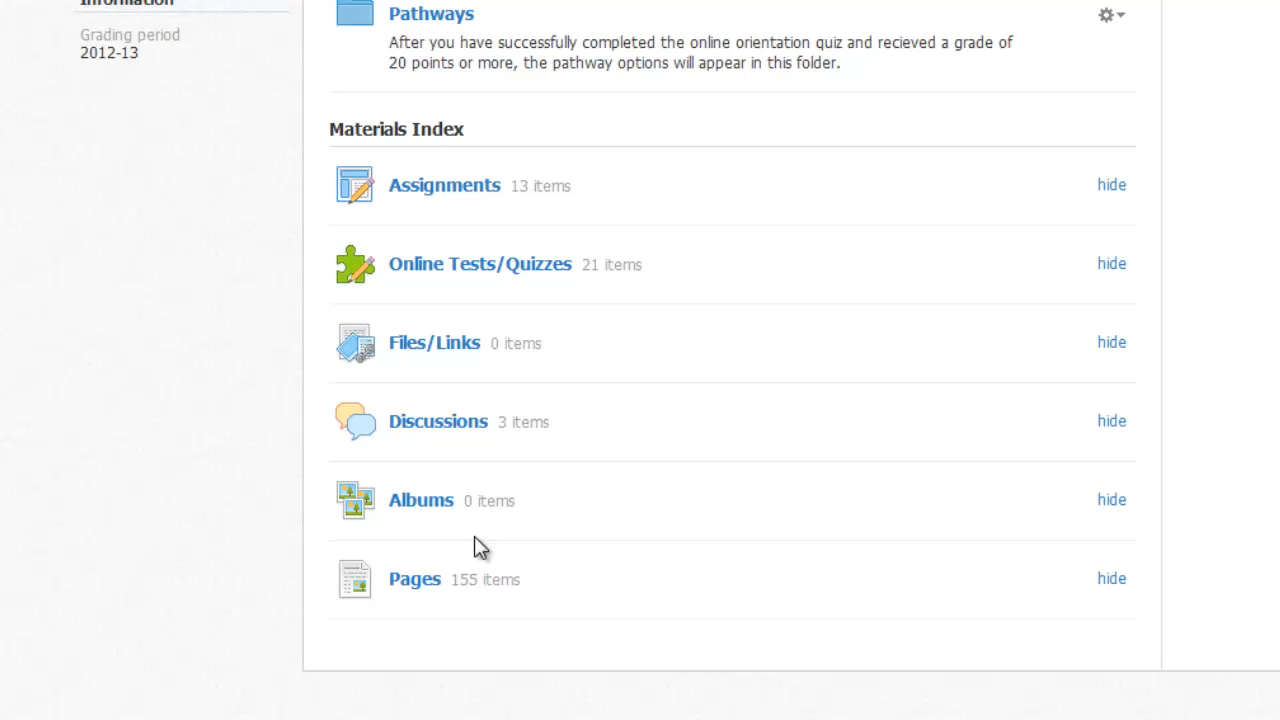 Information
Grading period
2012-13
Pathways
After you have successfully completed the online orientation quiz and recieved a grade of
20 points or more, the pathway options will appear in this folder.
Materials Index
Assignments 13 items hide
Online Tests/Quizzes 21 items hide
Files/Links 0 items hide
Discussions 3 items hide
Albums 0 items hide
Pages 155 items hide